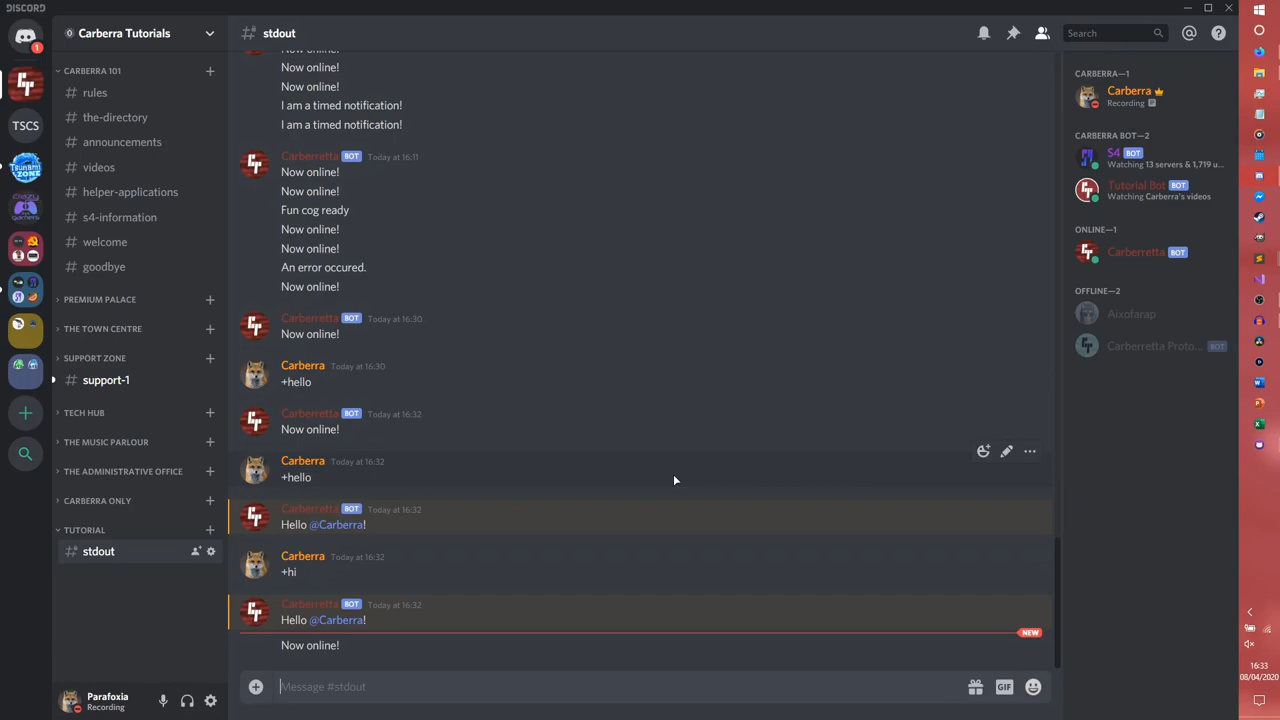 DISCORD
1
Carberra Tutorials
CARBERRA 101
rules
the-directory
announcements
videos
helper-applications
s4-information
welcome
goodbye
PREMIUM PALACE
THE TOWN CENTRE
SUPPORT ZONE
support-1
TECH HUB
THE MUSIC PARLOUR
THE ADMINISTRATIVE OFFICE
CARBERRA ONLY
TUTORIAL
stdout
Parafoxia
Recording
TSCS
stdout
Search
Now online!
Now online!
Now online!
I am a timed notification!
I am a timed notification!
Carberretta BOT Today at 16:11
Now online!
Now online!
Fun cog ready
Now online!
Now online!
An error occured.
Now online!
Carberretta BOT Today at 16:30
Now online!
Carberra Today at 16:30
+hello
Carberretta BOT Today at 16:32
Now online!
Carberra Today at 16:32
+hello
Carberretta BOT Today at 16:32
Hello @Carberra!
Carberra Today at 16:32
+hi
Carberretta BOT Today at 16:32
Hello @Carberra!
NEW
Now online!
Message #stdout
GIF
CARBERRA—1
Carberra
Recording
CARBERRA BOT—2
S4 BOT
Watching 13 servers & 1,719 u...
Tutorial Bot BOT
Watching Carberra's videos
ONLINE—1
Carberretta BOT
OFFLINE—2
Aixofarap
Carberretta Proto... BOT
16:33
08/04/2020